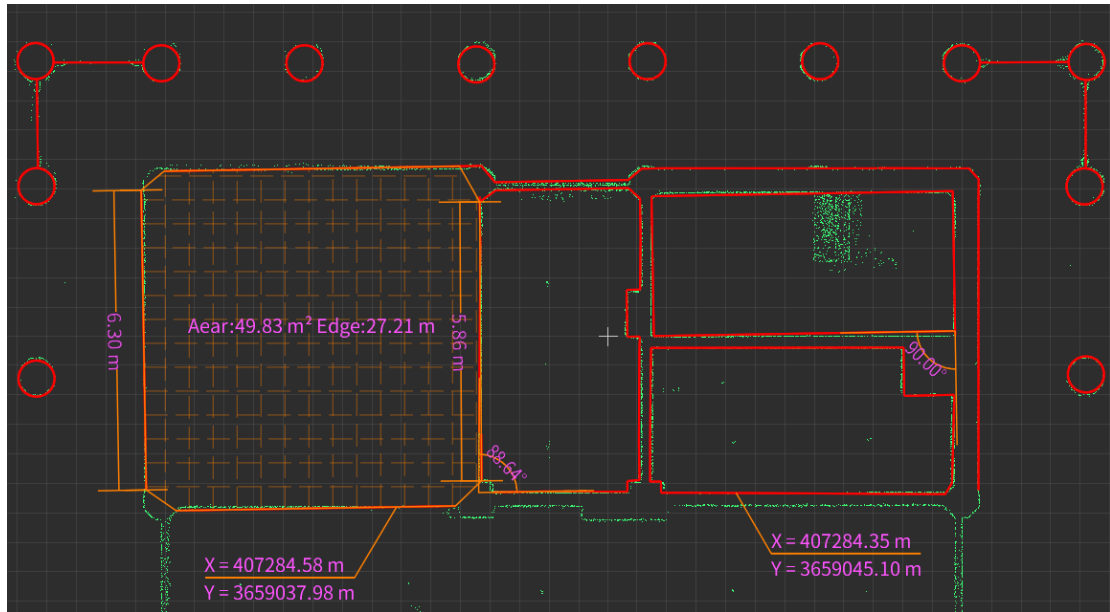 6.30 m
Aear:49.83 m² Edge:27.21 m
5.86 m
90.00°
88.64°
X = 407284.58 m
Y = 3659037.98 m
X = 407284.35 m
Y = 3659045.10 m